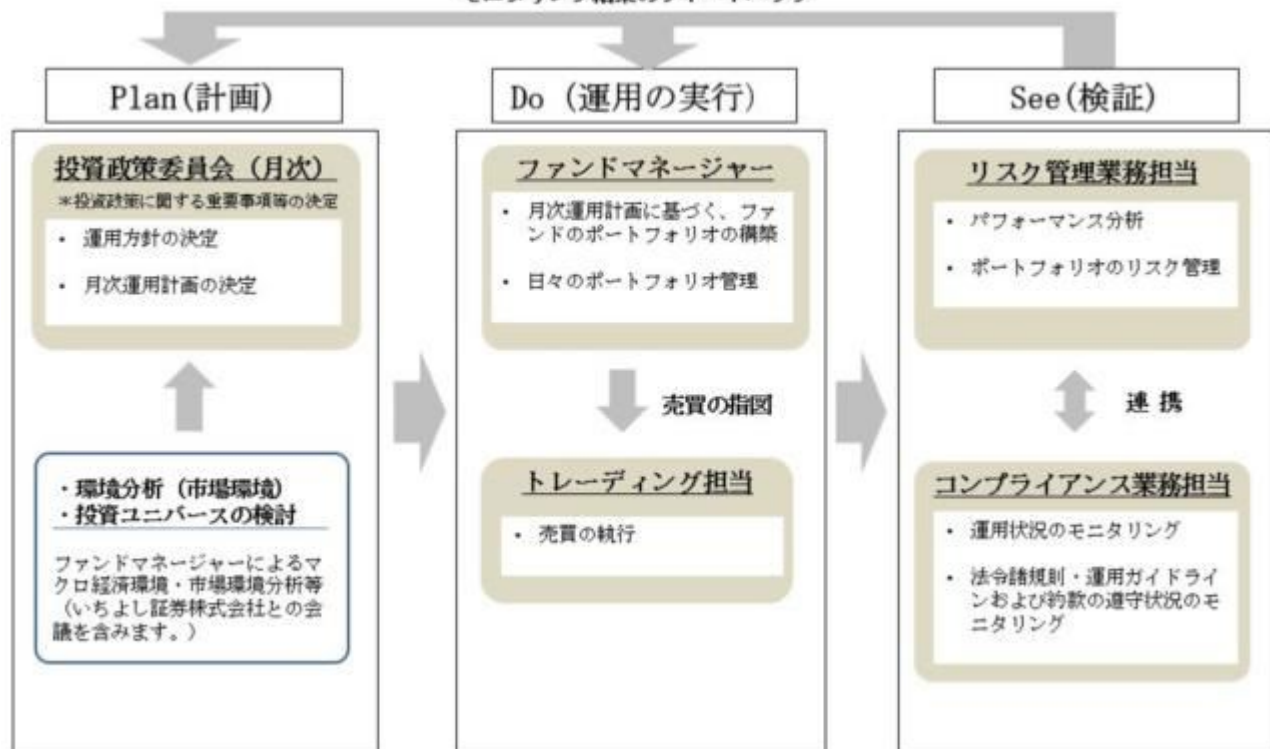 Plan(計画)
投資政策委員会（月次）
＊投資政策に関する重要事項等の決定
・ 運用方針の決定
・ 月次運用計画の決定
・環境分析（市場環境）
・投資ユニバースの検討
ファンドマネージャーによるマ
クロ経済環境・市場環境分析等
（いちよし証券株式会社との会
議を含みます。）
Do（運用の実行）
ファンドマネージャー
・ 月次運用計画に基づく、ファ
ンドのポートフォリオの構築
・ 日々のポートフォリオ管理
売買の指図
トレーディング担当
・ 売買の執行
See(検証)
リスク管理業務担当
・ パフォーマンス分析
・ ポートフォリオのリスク管理
連 携
コンプライアンス業務担当
・ 運用状況のモニタリング
・ 法令諸規則・運用ガイドライ
ンおよび約款の遵守状況のモ
ニタリング